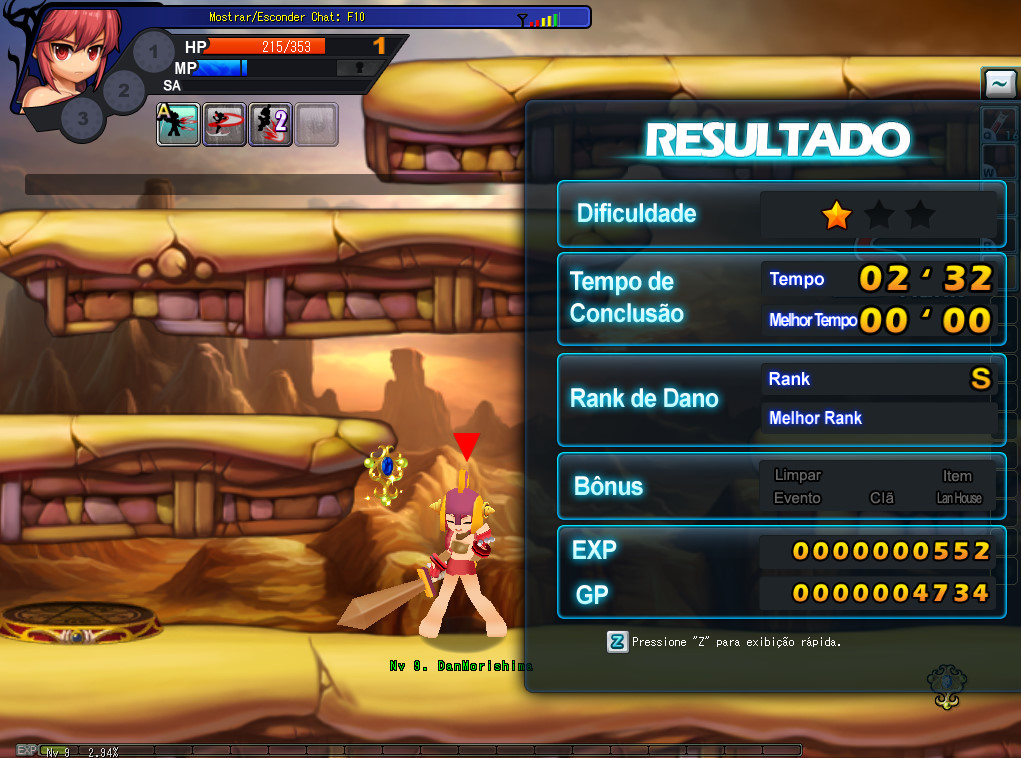 Mostrar/Esconder Chat: F10
HP 215/353 1
MP
SA
1
2
3
A
2
~
RESULTADO
Dificuldade
Tempo de Conclusão
Tempo 02 ‘ 32
Melhor Tempo 00 ‘ 00
Rank de Dano
Rank S
Melhor Rank
Bônus
Limpar Item
Evento Clã Lan House
EXP 0000000552
GP 0000004734
Z Pressione "Z" para exibição rápida.
Nv 9. DanMorishima
EXP Nv 9 2.94%